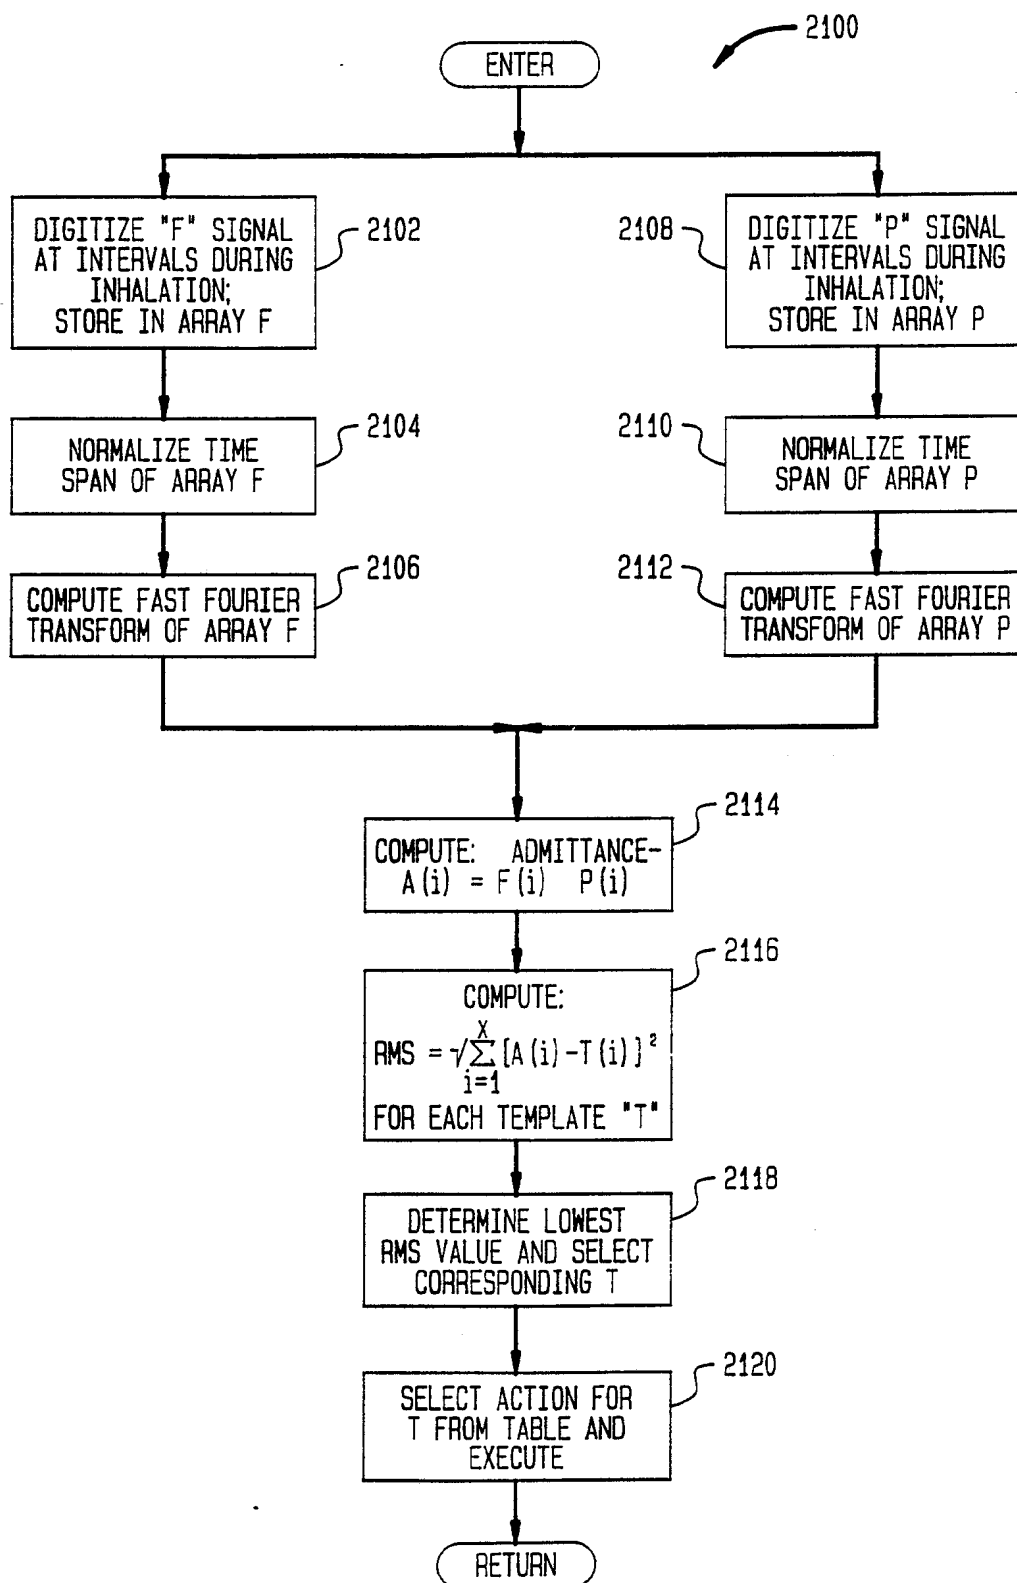 2100
ENTER
DIGITIZE "F" SIGNAL
AT INTERVALS DURING
INHALATION;
STORE IN ARRAY F
2102
2108
DIGITIZE "P" SIGNAL
AT INTERVALS DURING
INHALATION;
STORE IN ARRAY P
NORMALIZE TIME
SPAN OF ARRAY F
2104
2110
NORMALIZE TIME
SPAN OF ARRAY P
COMPUTE FAST FOURIER
TRANSFORM OF ARRAY F
2106
2112
COMPUTE FAST FOURIER
TRANSFORM OF ARRAY P
2114
COMPUTE: ADMITTANCE-
A(i) = F(i) P(i)
2116
COMPUTE:
RMS = √∑_{i=1}^{X} [A(i)-T(i)]²
FOR EACH TEMPLATE "T"
2118
DETERMINE LOWEST
RMS VALUE AND SELECT
CORRESPONDING T
2120
SELECT ACTION FOR
T FROM TABLE AND
EXECUTE
RETURN